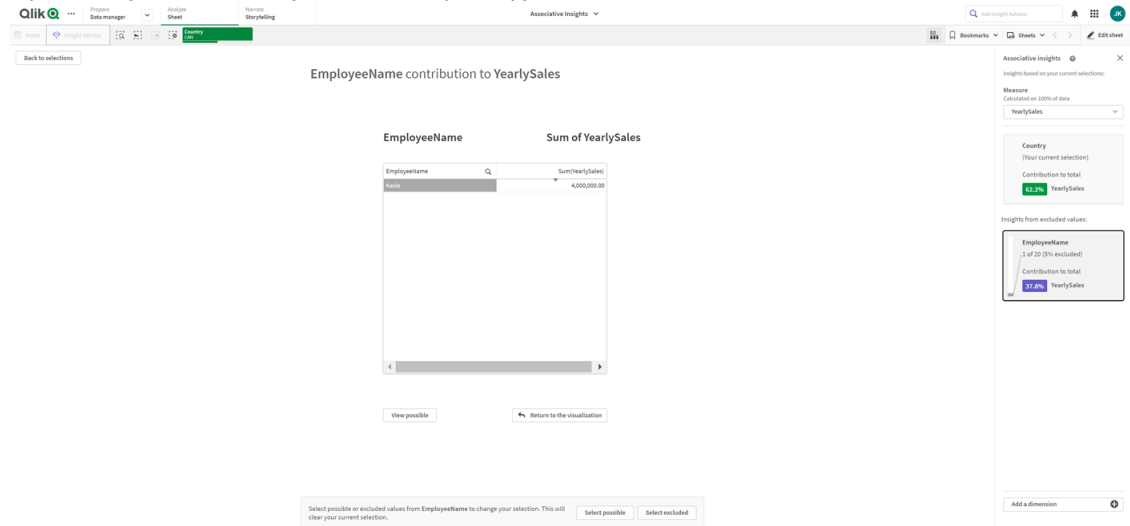 Qlik
Prepare
Data manager
Analyze
Sheet
Narrate
Storytelling
Associative Insights
Ask Insight Advisor
JK
Notes
Insight Advisor
Country
CAN
Bookmarks
Sheets
Edit sheet
Back to selections
EmployeeName contribution to YearlySales
EmployeeName
Sum of YearlySales
EmployeeName
Sum(YearlySales)
Kasie
4,000,000.00
View possible
Return to the visualization
Select possible or excluded values from EmployeeName to change your selection. This will
clear your current selection.
Select possible
Select excluded
Associative insights
Insights based on your current selections:
Measure
Calculated on 100% of data
YearlySales
Country
(Your current selection)
Contribution to total
62.2% YearlySales
Insights from excluded values:
EmployeeName
1 of 20 (5% excluded)
Contribution to total
37.8% YearlySales
Add a dimension